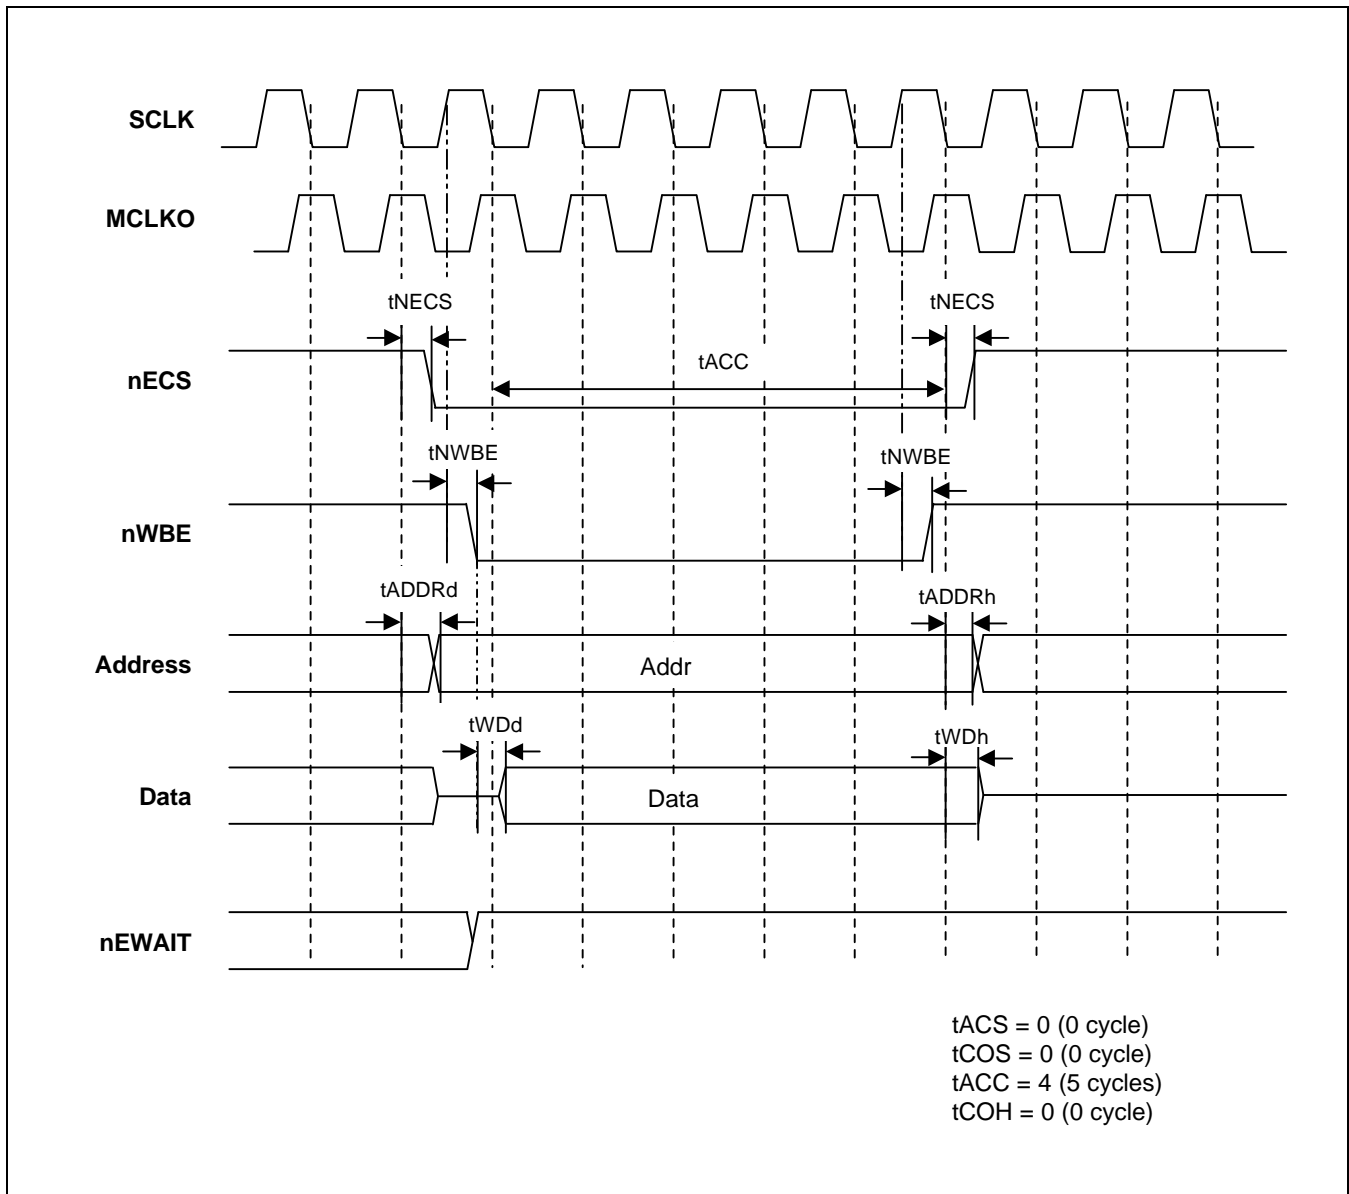 SCLK
MCLKO
tNECS
tNECS
tACC
nECS
tNWBE
tNWBE
nWBE
tADDRd
tADDRh
Address
Addr
tWDd
tWDh
Data
Data
nEWAIT
tACS = 0 (0 cycle)
tCOS = 0 (0 cycle)
tACC = 4 (5 cycles)
tCOH = 0 (0 cycle)